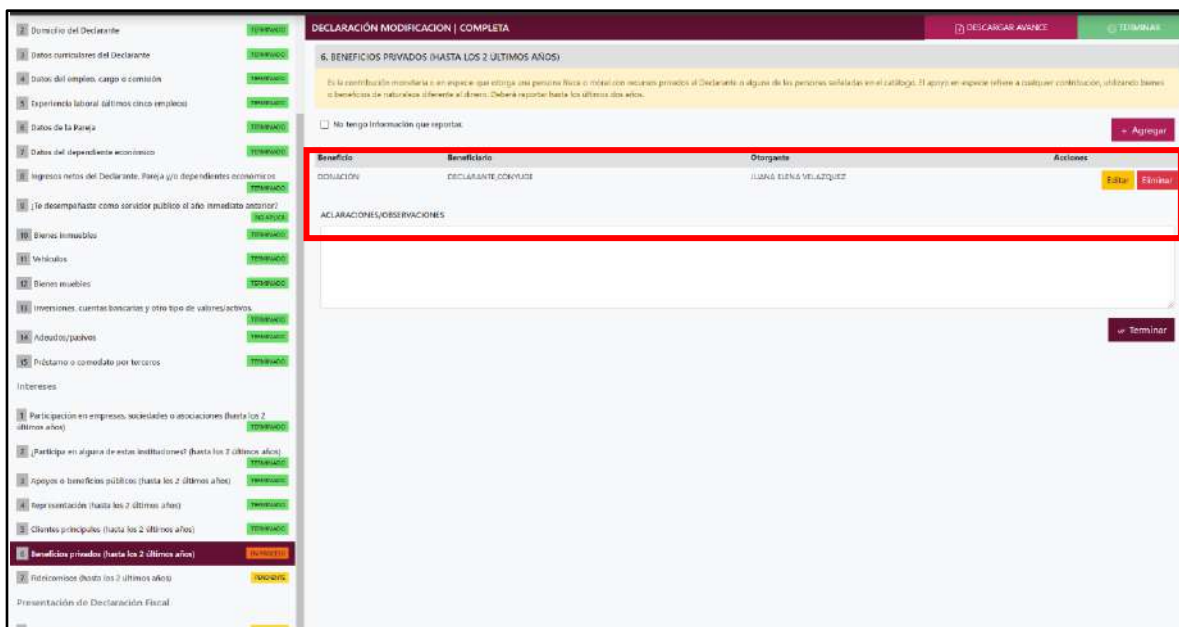 2 Domicilio del Declarante TERMINADO
3 Datos curriculares del Declarante TERMINADO
4 Datos del empleo, cargo o comisión TERMINADO
5 Experiencia laboral (últimos cinco empleos) TERMINADO
6 Datos de la Pareja TERMINADO
7 Datos del dependiente económico TERMINADO
8 Ingresos netos del Declarante, Pareja y/o dependientes económicos
TERMINADO
9 ¿Te desempeñaste como servidor público el año inmediato anterior?
NO APLICA
10 Bienes inmuebles TERMINADO
11 Vehículos TERMINADO
12 Bienes muebles TERMINADO
13 Inversiones, cuentas bancarias y otro tipo de valores/activos
TERMINADO
14 Adeudos/pasivos TERMINADO
15 Préstamo o comodato por terceros TERMINADO
Intereses
1 Participación en empresas, sociedades o asociaciones (hasta los 2
últimos años) TERMINADO
2 ¿Participa en alguna de estas instituciones? (hasta los 2 últimos años)
TERMINADO
3 Apoyos o beneficios públicos (hasta los 2 últimos años) TERMINADO
4 Representación (hasta los 2 últimos años) TERMINADO
5 Clientes principales (hasta los 2 últimos años) TERMINADO
6 Beneficios privados (hasta los 2 últimos años) EN PROCESO
7 Fideicomisos (hasta los 2 últimos años) PENDIENTE
Presentación de Declaración Fiscal
DECLARACIÓN MODIFICACION | COMPLETA DESCARGAR AVANCE TERMINAR
6. BENEFICIOS PRIVADOS (HASTA LOS 2 ÚLTIMOS AÑOS)
Es la contribución monetaria o en especie que otorga una persona física o moral con recursos privados al Declarante o alguna de las personas señaladas en el catálogo. El apoyo en especie refiere a cualquier contribución, utilizando bienes
o beneficios de naturaleza diferente al dinero. Deberá reportar hasta los últimos dos años.
No tengo información que reportar.
+ Agregar
Beneficio Beneficiario Otorgante Acciones
DONACIÓN DECLARANTE,CONYUGE JUANA ELENA VELAZQUEZ Editar Eliminar
ACLARACIONES/OBSERVACIONES
Terminar